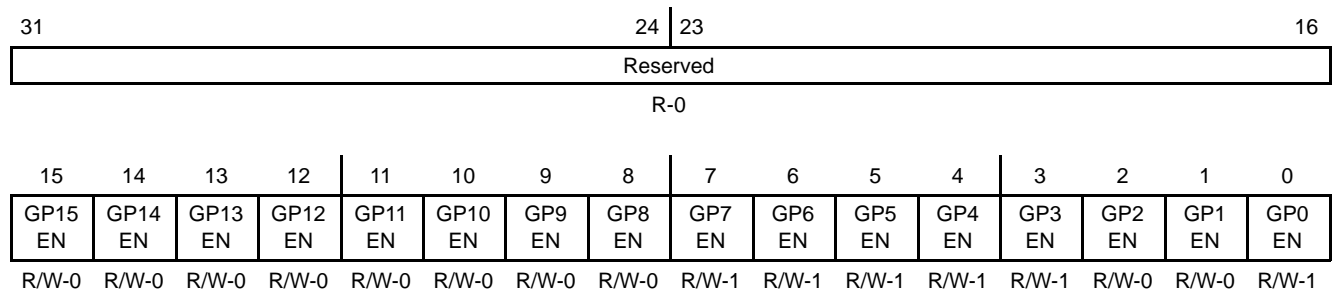 31 24 23 16
Reserved
R-0
15 14 13 12 11 10 9 8 7 6 5 4 3 2 1 0
GP15 GP14 GP13 GP12 GP11 GP10 GP9 GP8 GP7 GP6 GP5 GP4 GP3 GP2 GP1 GP0
EN EN EN EN EN EN EN EN EN EN EN EN EN EN EN EN
R/W-0 R/W-0 R/W-0 R/W-0 R/W-0 R/W-0 R/W-0 R/W-0 R/W-1 R/W-1 R/W-1 R/W-1 R/W-1 R/W-0 R/W-0 R/W-1